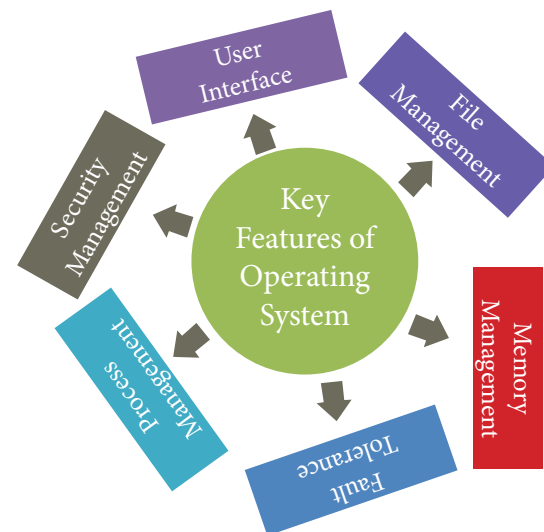 User
Interface
File
Management
Security
Management
Key
Features of
Operating
System
Memory
Management
Process
Management
Fault
Tolerance